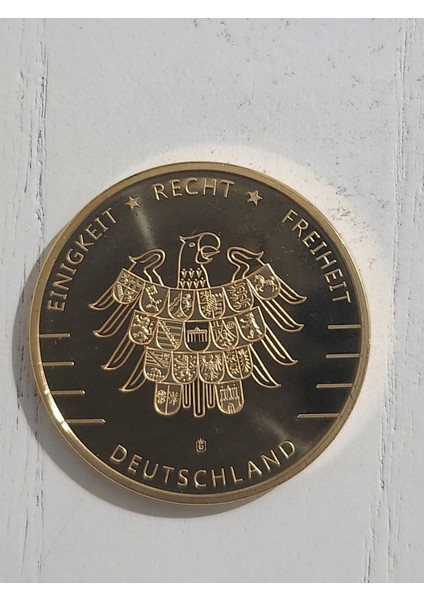 EINIGKEIT ★ RECHT ★ FREIHEIT
DEUTSCHLAND